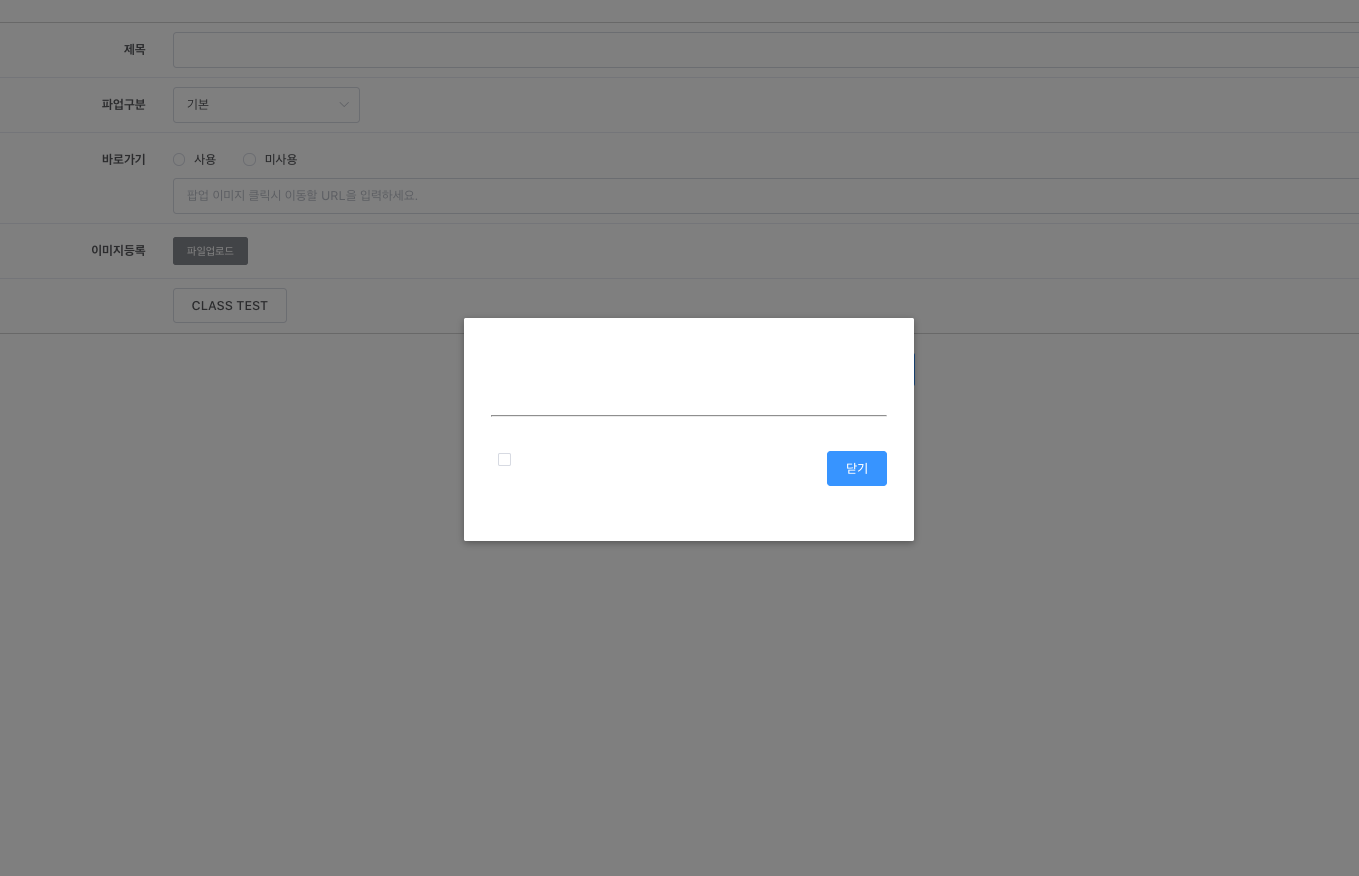 제목
파업구분
기본
바로가기
사용 미사용
팝업 이미지 클릭시 이동할 URL을 입력하세요.
이미지등록
파일업로드
CLASS TEST
닫기